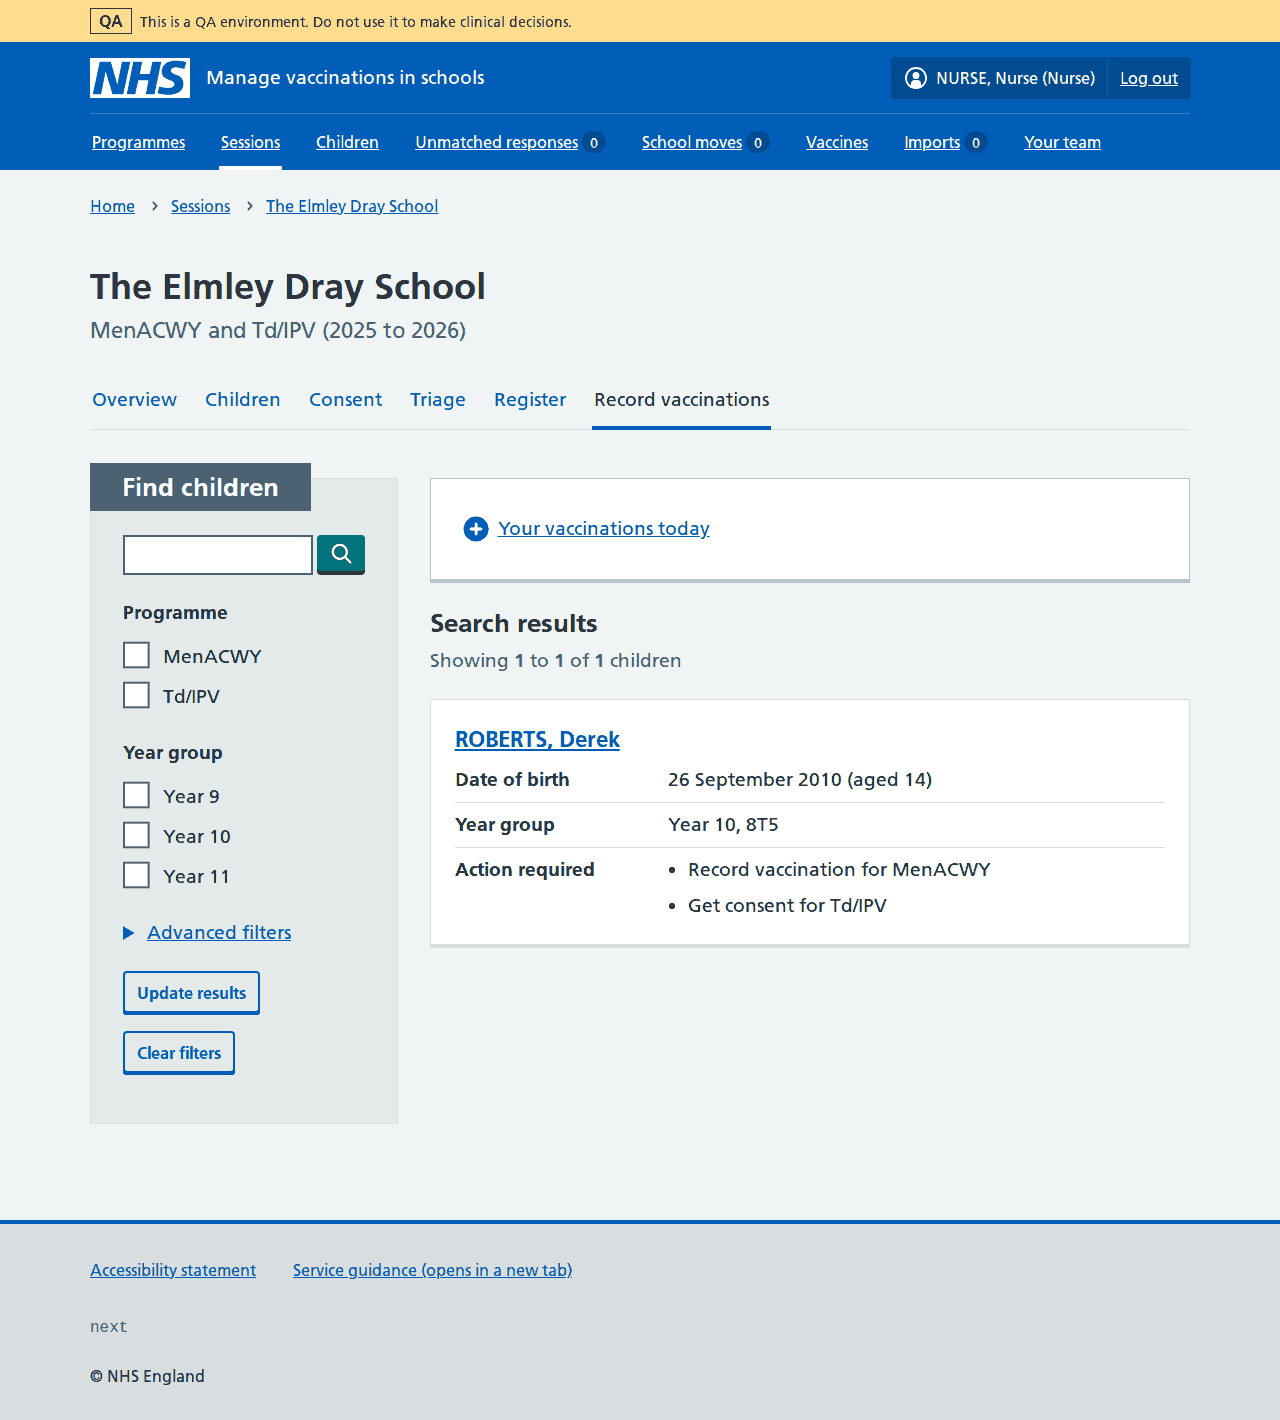 QA This is a QA environment. Do not use it to make clinical decisions.
NHS Manage vaccinations in schools NURSE, Nurse (Nurse) Log out
Programmes Sessions Children Unmatched responses 0 School moves 0 Vaccines Imports 0 Your team
Home Sessions The Elmley Dray School
The Elmley Dray School
MenACWY and Td/IPV (2025 to 2026)
Overview Children Consent Triage Register Record vaccinations
Find children
Programme
MenACWY
Td/IPV
Year group
Year 9
Year 10
Year 11
Advanced filters
Update results
Clear filters
Your vaccinations today
Search results
Showing 1 to 1 of 1 children
ROBERTS, Derek
Date of birth 26 September 2010 (aged 14)
Year group Year 10, 8T5
Action required • Record vaccination for MenACWY
• Get consent for Td/IPV
Accessibility statement Service guidance (opens in a new tab)
next
© NHS England